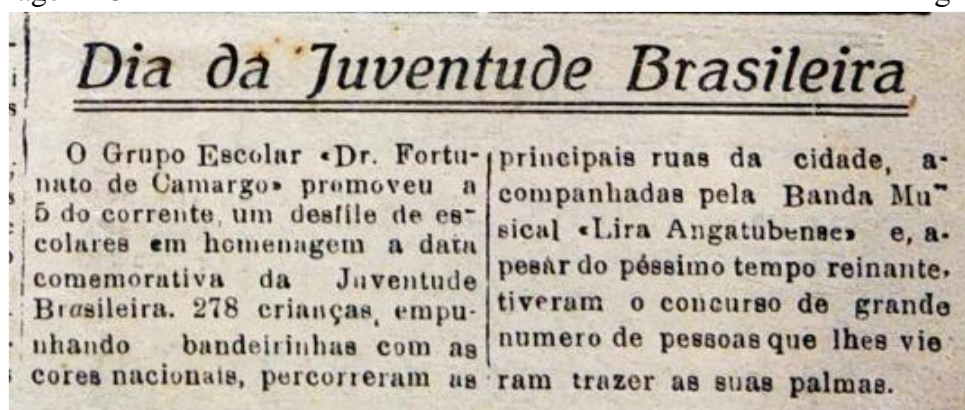 Dia da Juventude Brasileira
O Grupo Escolar «Dr. Fortu-
nato de Camargo» promoveu a
5 do corrente, um desfile de es-
colares em homenagem a data
comemorativa da Juventude
Brasileira. 278 crianças, empu-
nhando bandeirinhas com as
cores nacionais, percorreram as
principais ruas da cidade, a-
companhadas pela Banda Mu-
sical «Lira Angatubense» e, a-
pesar do péssimo tempo reinante,
tiveram o concurso de grande
numero de pessoas que lhes vie
ram trazer as suas palmas.